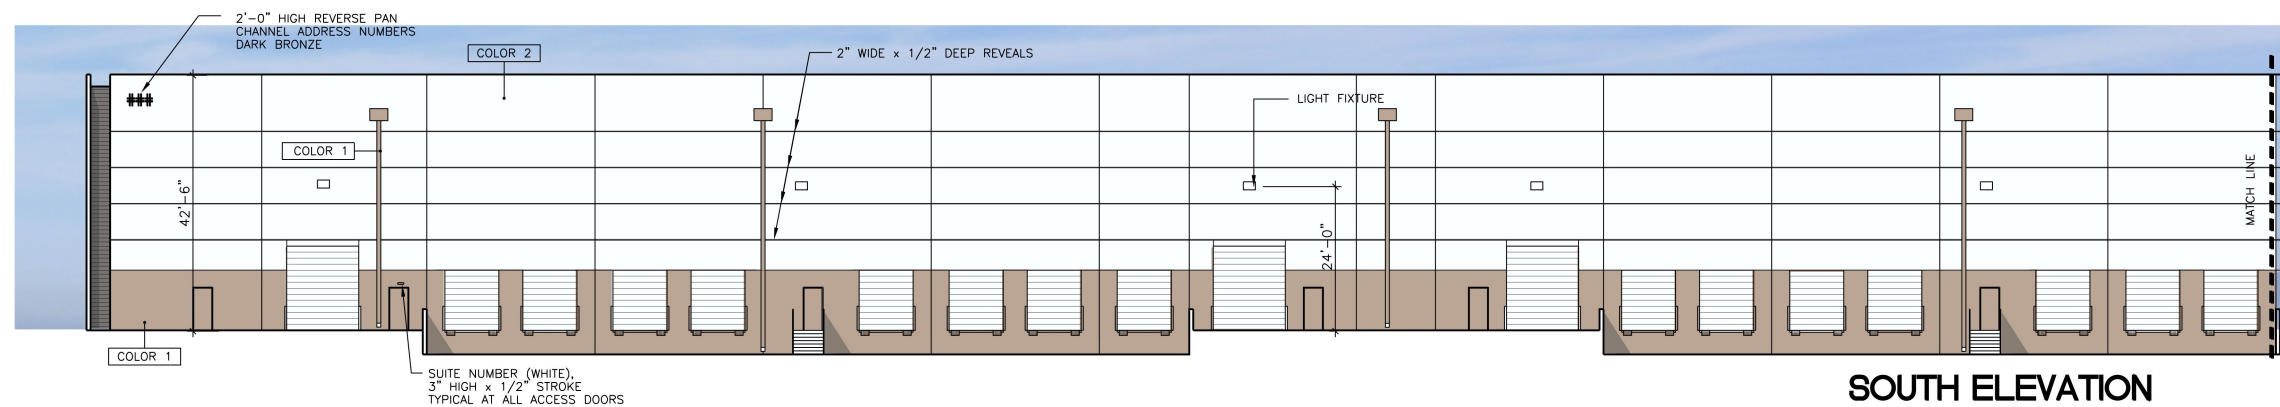 2'-0" HIGH REVERSE PAN
CHANNEL ADDRESS NUMBERS
DARK BRONZE
COLOR 2
2" WIDE x 1/2" DEEP REVEALS
LIGHT FIXTURE
###
COLOR 1
42'-6"
24'-0"
MATCH LINE
COLOR 1
SUITE NUMBER (WHITE),
3" HIGH x 1/2" STROKE
TYPICAL AT ALL ACCESS DOORS
SOUTH ELEVATION